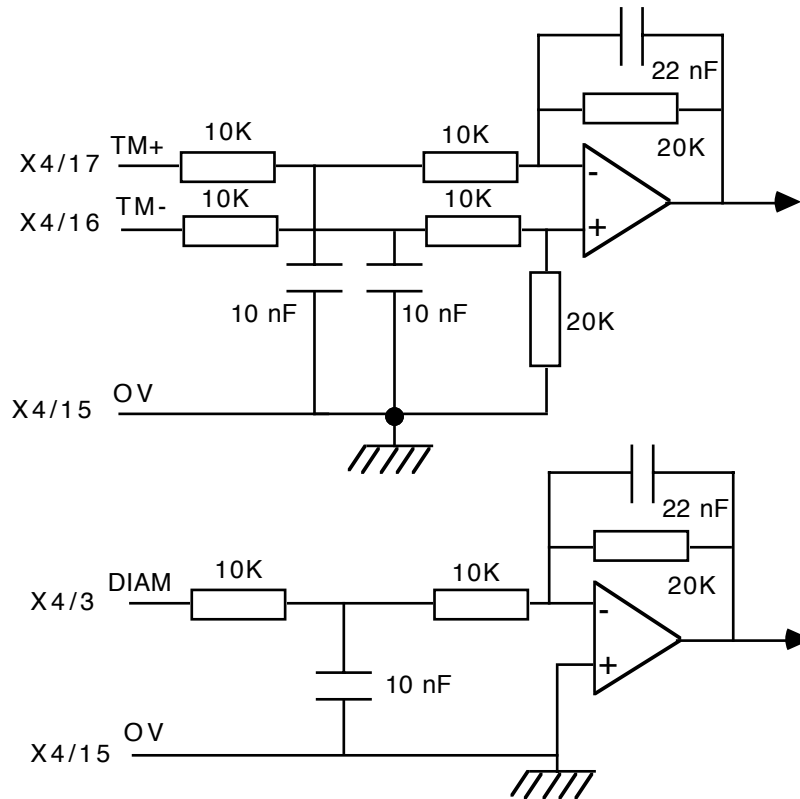 22 nF
20K
X4/17 TM+ 10K 10K
-
X4/16 TM- 10K 10K
+
10 nF 10 nF 20K
X4/15 OV
22 nF
20K
X4/3 DIAM 10K 10K
-
+
10 nF
X4/15 OV